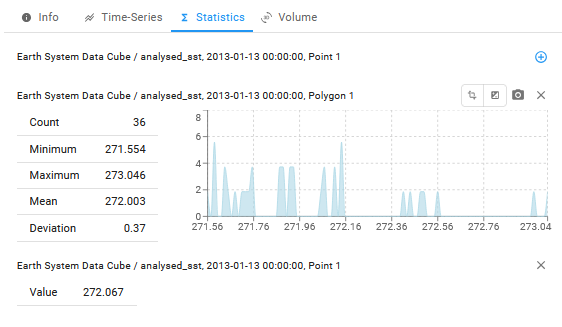 Info Time-Series Σ Statistics 3D Volume
Earth System Data Cube / analysed_sst, 2013-01-13 00:00:00, Point 1
Earth System Data Cube / analysed_sst, 2013-01-13 00:00:00, Polygon 1
Count 36
Minimum 271.554
Maximum 273.046
Mean 272.003
Deviation 0.37
8
6
4
2
0
271.56 271.76 271.96 272.16 272.36 272.56 272.76 273.04
Earth System Data Cube / analysed_sst, 2013-01-13 00:00:00, Point 1
Value 272.067